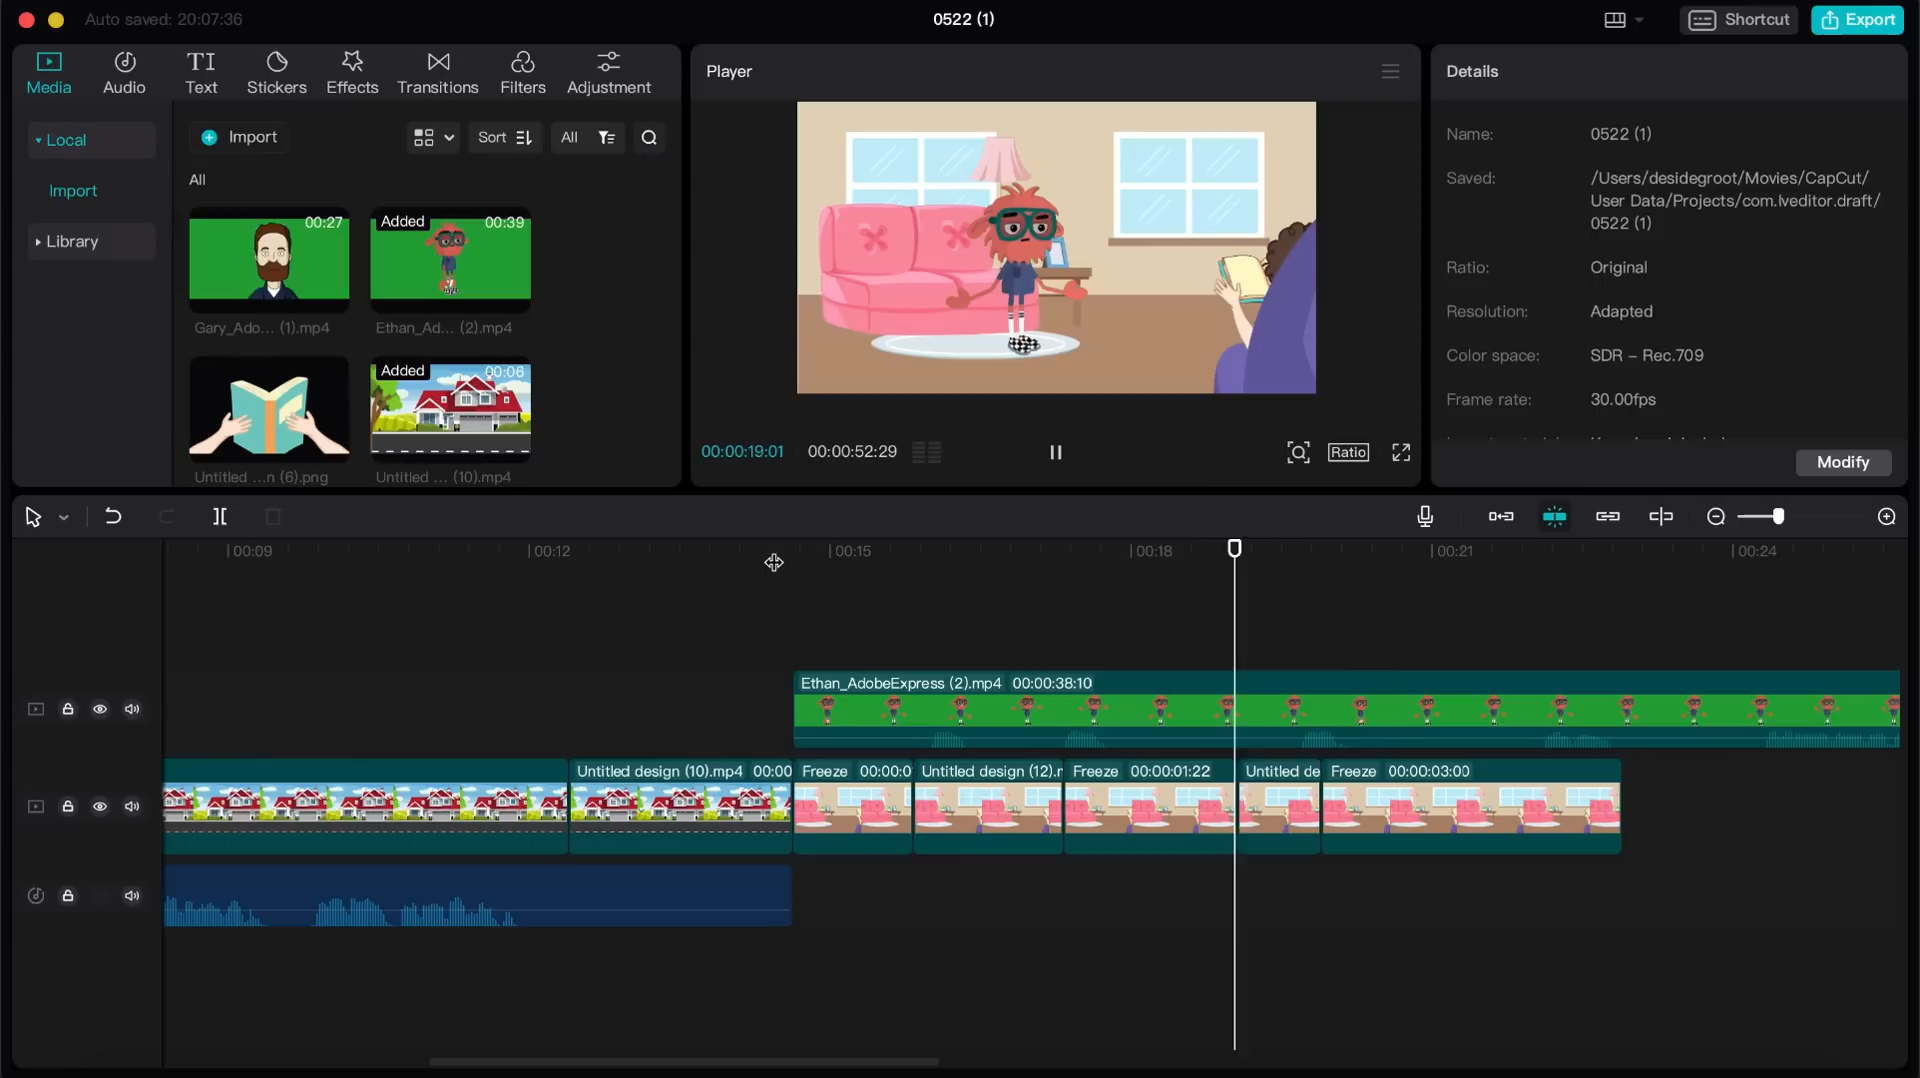 Auto saved: 20:07:36
0522 (1)
Shortcut
Export
Media
Audio
TI
Text
Stickers
Effects
Transitions
Filters
Adjustment
Local
Import
Library
Import
Sort
All
All
00:27
Gary_Ado... (1).mp4
Added
00:39
Ethan_Ad... (2).mp4
Untitled ...n (6).png
Added
00:06
Untitled ... (10).mp4
Player
00:00:19:01
00:00:52:29
Ratio
Details
Name:
0522 (1)
Saved:
/Users/desidegroot/Movies/CapCut/
User Data/Projects/com.lveditor.draft/
0522 (1)
Ratio:
Original
Resolution:
Adapted
Color space:
SDR – Rec.709
Frame rate:
30.00fps
Modify
00:09
00:12
00:15
00:18
00:21
00:24
Ethan_AdobeExpress (2).mp4 00:00:38:10
Untitled design (10).mp4 00:00
Freeze 00:00:0
Untitled design (12).m
Freeze 00:00:01:22
Untitled de
Freeze 00:00:03:00